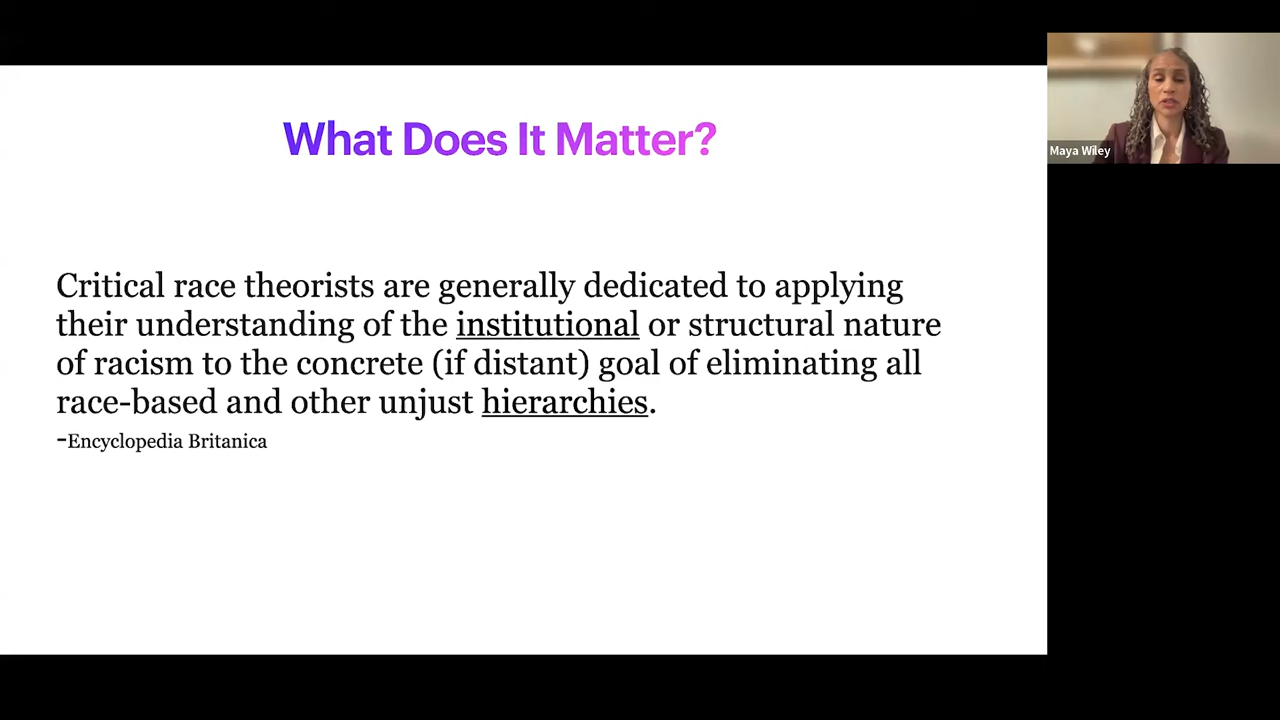 What Does It Matter?
Critical race theorists are generally dedicated to applying
their understanding of the institutional or structural nature
of racism to the concrete (if distant) goal of eliminating all
race-based and other unjust hierarchies.
-Encyclopedia Britanica
Maya Wiley